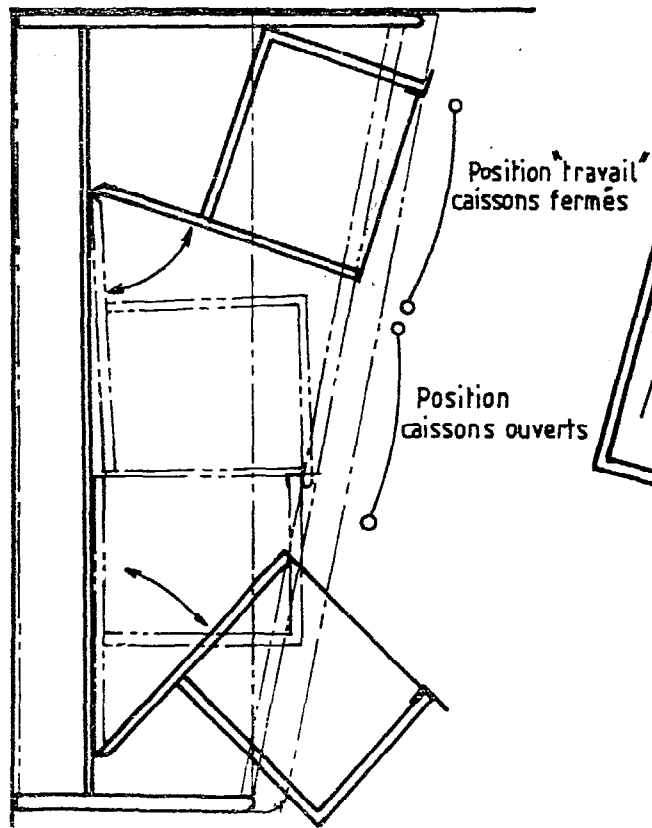 Position "travail"
caissons fermés
Position
caissons ouverts